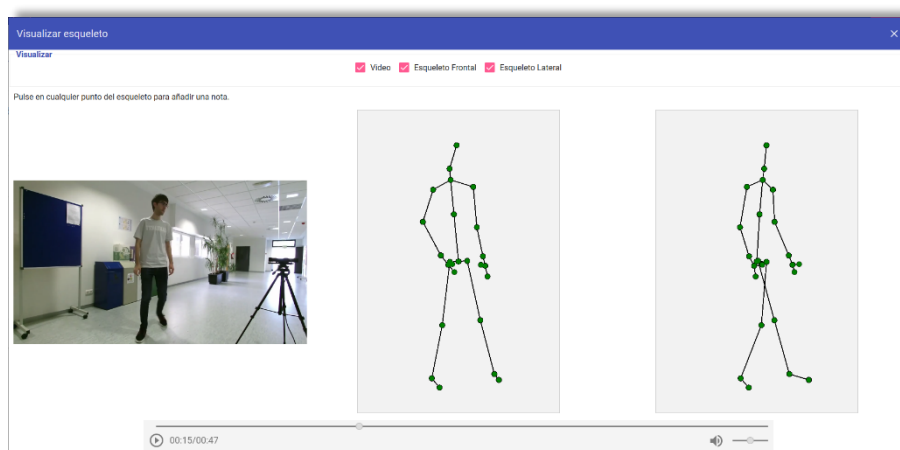 Visualizar esqueleto
Visualizar
Video Esqueleto Frontal Esqueleto Lateral
Pulse en cualquier punto del esqueleto para añadir una nota.
00:15/00:47